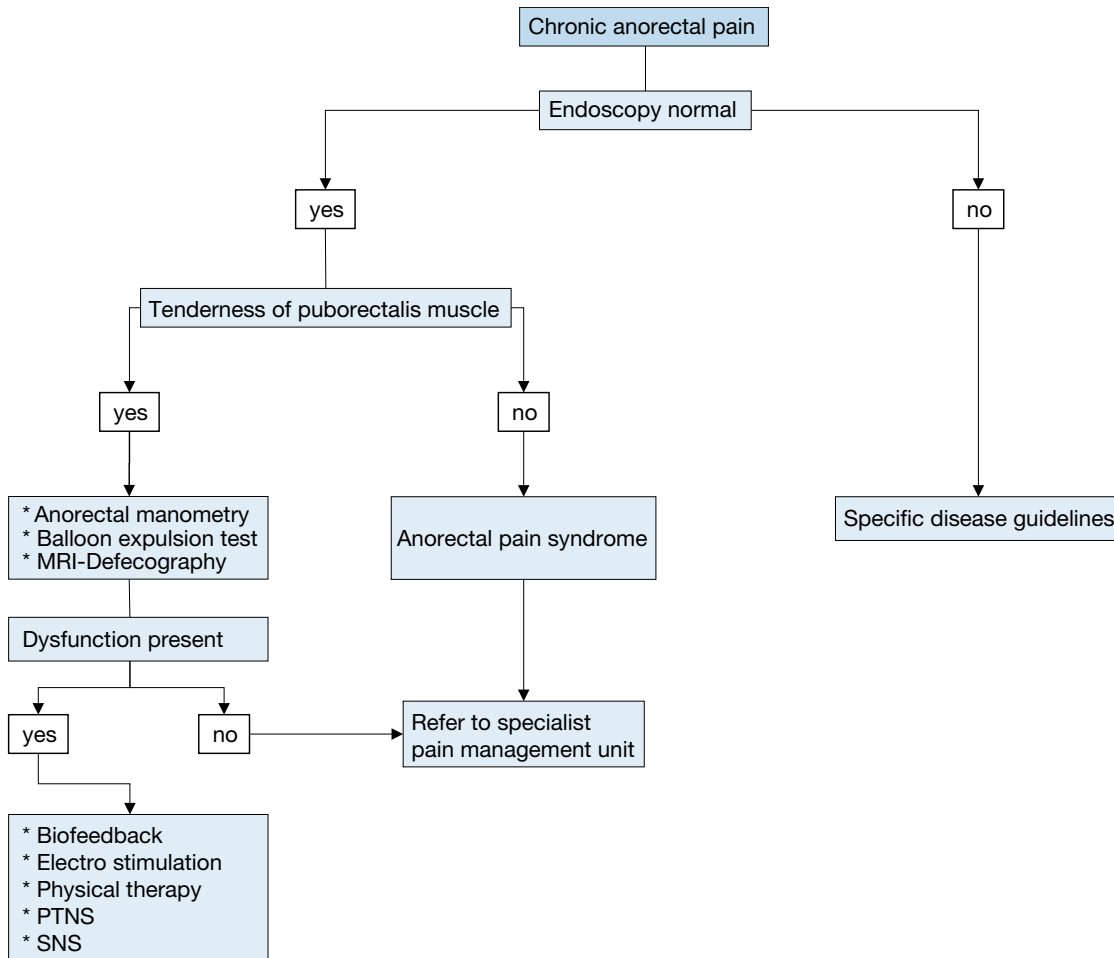 Chronic anorectal pain
Endoscopy normal
yes
no
Tenderness of puborectalis muscle
yes
no
* Anorectal manometry
* Balloon expulsion test
* MRI-Defecography
Anorectal pain syndrome
Specific disease guidelines
Dysfunction present
yes
no
Refer to specialist
pain management unit
* Biofeedback
* Electro stimulation
* Physical therapy
* PTNS
* SNS